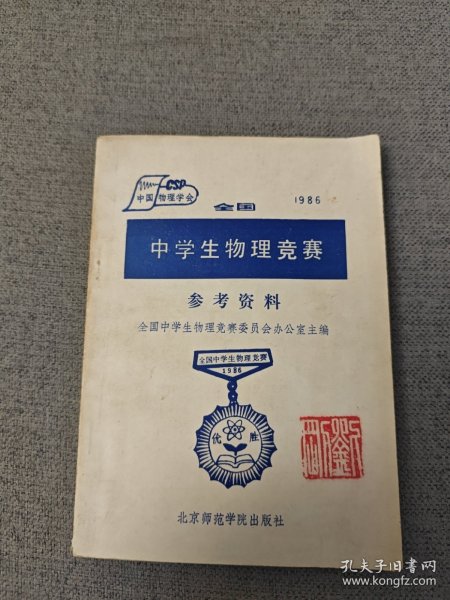 CSP
中国 物理学会
全国 1986
中学生物理竞赛
参考资料
全国中学生物理竞赛委员会办公室主编
全国中学生物理竞赛
1986
优 胜
北京师范学院出版社
孔夫子旧书网
www.kongfz.com